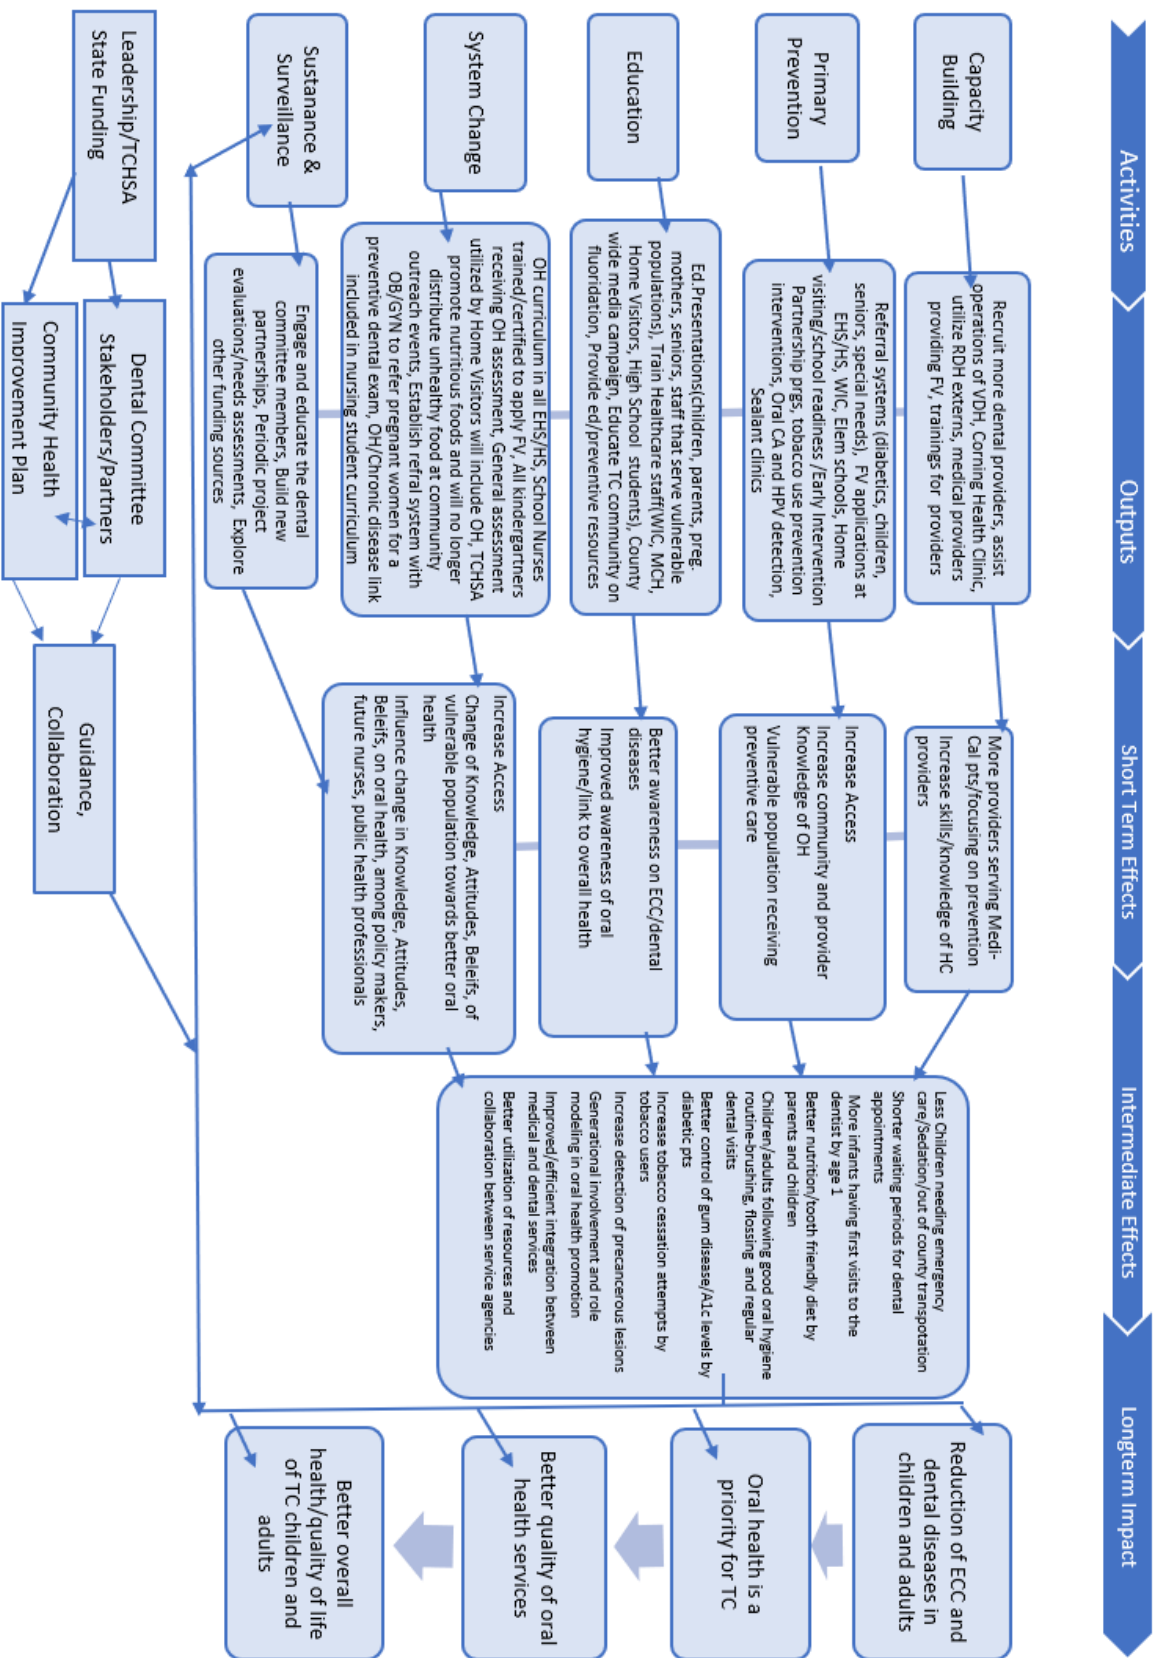 Activities
Outputs
Short Term Effects
Intermediate Effects
Longterm Impact
Capacity
Building
Recruit more dental providers, assist
operations of VDH, Corning Health Clinic,
utilize RDH externs, medical providers
providing FV, trainings for providers
More providers serving Medi-
Cal pts/focusing on prevention
Increase skills/knowledge of HC
providers
Primary
Prevention
Referral systems (diabetics, children,
seniors, special needs), FV applications at
EHS/HS, WIC, Elem schools, Home
visiting/school readiness /Early Intervention
Partnership prgs, tobacco use prevention
interventions, Oral CA and HPV detection,
Sealant clinics
Increase Access
Increase community and provider
Knowledge of OH
Vulnerable population receiving
preventive care
Education
Ed.Presentations(children, parents, preg.
mothers, seniors, staff that serve vulnerable
populations), Train Healthcare staff(WIC, MCH,
Home Visitors, High School students), County
wide media campaign, Educate TC community on
fluoridation, Provide ed/preventive resources
Better awareness on ECC/dental
diseases
Improved awareness of oral
hygiene/link to overall health
System Change
OH curriculum in all EHS/HS, School Nurses
trained/certified to apply FV, All kindergartners
receiving OH assessment, General assessment
utilized by Home Visitors will include OH, TCHSA
promote nutritious foods and will no longer
distribute unhealthy food at community
outreach events, Establish refral system with
OB/GYN to refer pregnant women for a
preventive dental exam, OH/Chronic disease link
included in nursing student curriculum
Increase Access
Change of Knowledge, Attitudes, Beleifs, of
vulnerable population towards better oral
health
Influence change in Knowledge, Attitudes,
Beleifs, on oral health, among policy makers,
future nurses, public health professionals
Sustanance &
Surveillance
Engage and educate the dental
committee members, Build new
partnerships, Periodic project
evaluations/needs assessments, Explore
other funding sources
Less Children needing emergency
care/Sedation/out of county transpotation
Shorter waiting periods for dental
appointments
More infants having first visits to the
dentist by age 1
Better nutrition/tooth friendly diet by
parents and children
Children/adults following good oral hygiene
routine-brushing, flossing and regular
dental visits
Better control of gum disease/A1c levels by
diabetic pts
Increase tobacco cessation attempts by
tobacco users
Increase detection of precancerous lesions
Generational involvement and role
modeling in oral health promotion
Improved/efficient integration between
medical and dental services
Better utilization of resources and
collaboration between service agencies
Reduction of ECC and
dental diseases in
children and adults
Oral health is a
priority for TC
Better quality of oral
health services
Better overall
health/quality of life
of TC children and
adults
Leadership/TCHSA
State Funding
Dental Committee
Stakeholders/Partners
Community Health
Improvement Plan
Guidance,
Collaboration